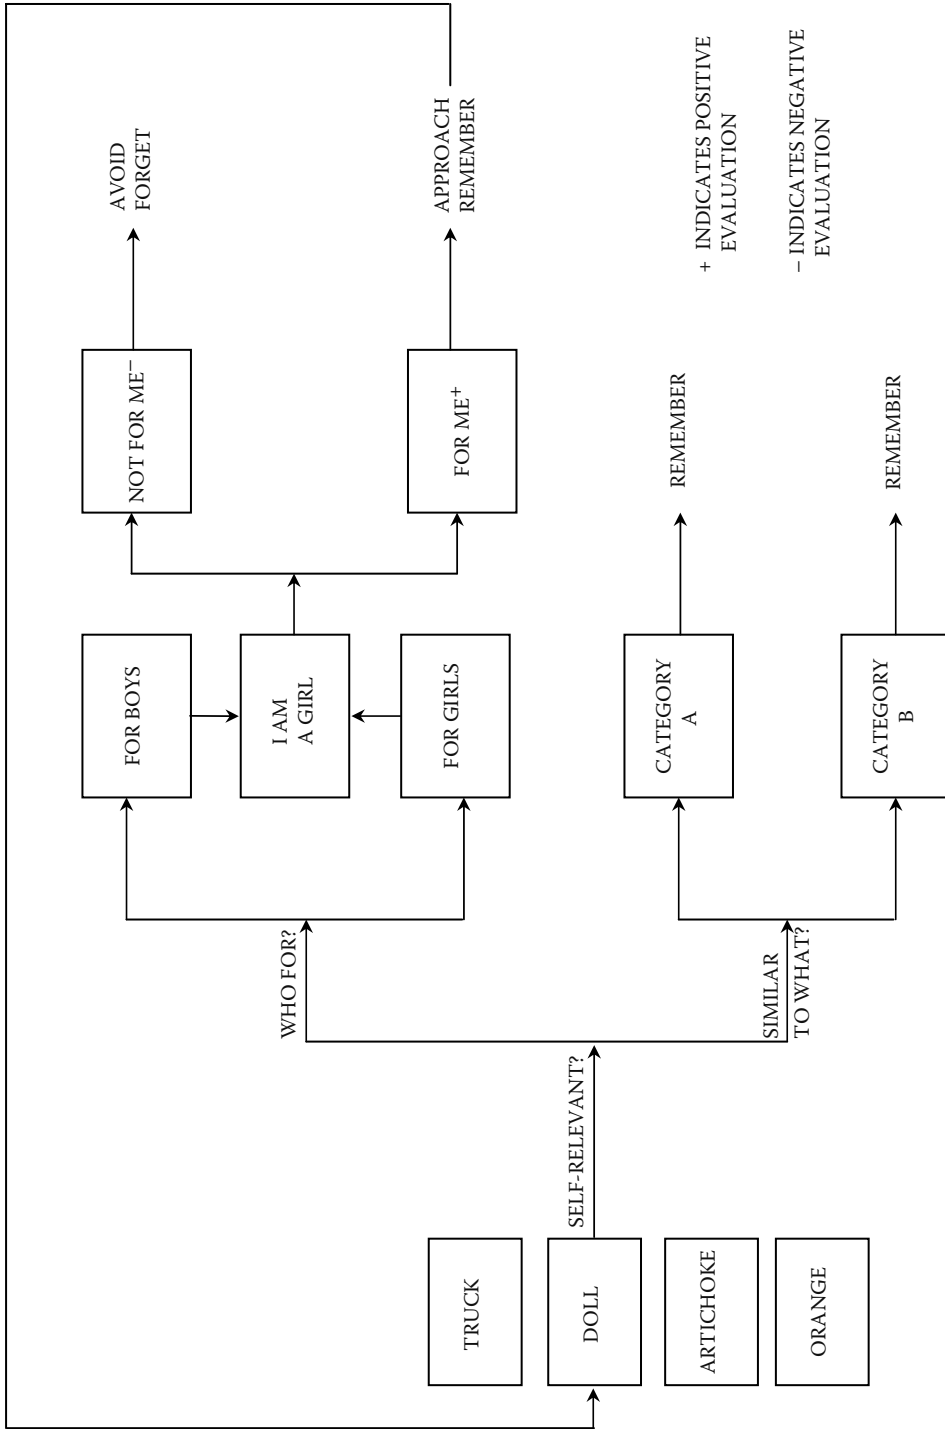 TRUCK
DOLL
ARTICHOKE
ORANGE
SELF-RELEVANT?
WHO FOR?
SIMILAR
TO WHAT?
FOR BOYS
I AM
A GIRL
FOR GIRLS
CATEGORY
A
CATEGORY
B
NOT FOR ME–
FOR ME+
REMEMBER
REMEMBER
AVOID
FORGET
APPROACH
REMEMBER
+ INDICATES POSITIVE
EVALUATION
– INDICATES NEGATIVE
EVALUATION